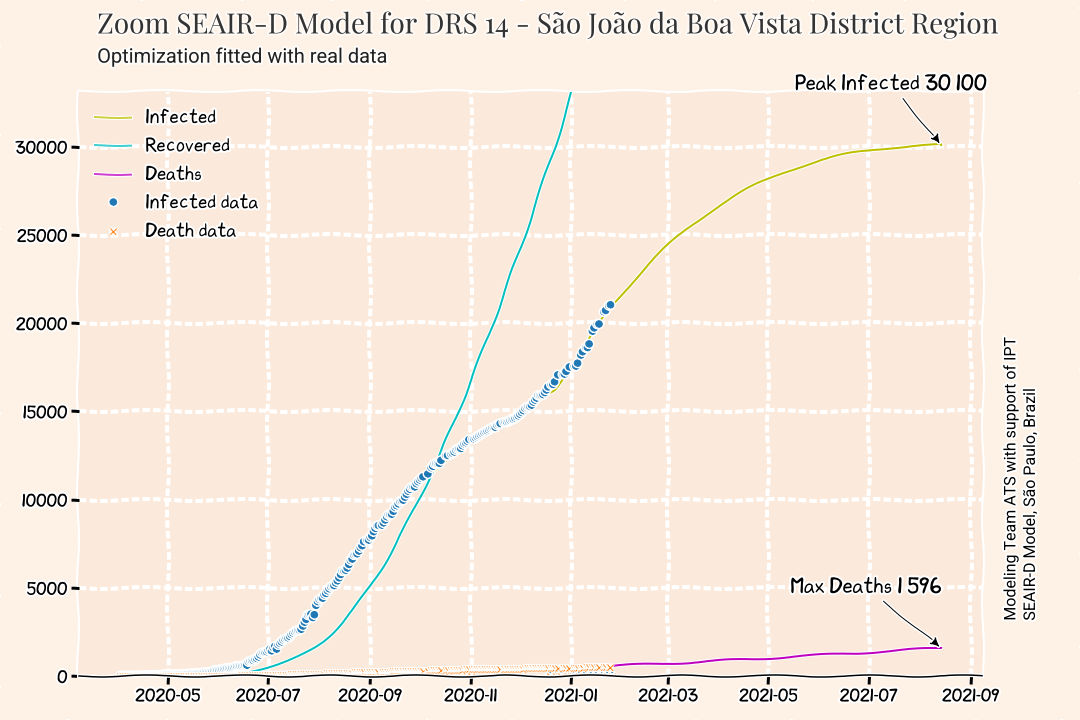 Zoom SEAIR-D Model for DRS 14 - São João da Boa Vista District Region
Optimization fitted with real data
Peak Infected 30 100
Infected
Recovered
Deaths
Infected data
Death data
30000
25000
20000
15000
10000
5000
0
Max Deaths 1 596
2020-05
2020-07
2020-09
2020-11
2021-01
2021-03
2021-05
2021-07
2021-09
Modeling Team ATS with support of IPT
SEAIR-D Model, São Paulo, Brazil